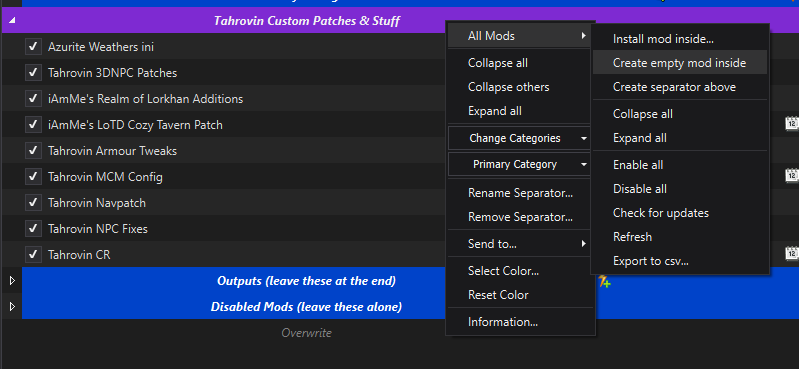 Tahrovin Custom Patches & Stuff
Azurite Weathers ini
Tahrovin 3DNPC Patches
iAmMe's Realm of Lorkhan Additions
iAmMe's LoTD Cozy Tavern Patch
Tahrovin Armour Tweaks
Tahrovin MCM Config
Tahrovin Navpatch
Tahrovin NPC Fixes
Tahrovin CR
Outputs (leave these at the end)
Disabled Mods (leave these alone)
Overwrite
All Mods
Collapse all
Collapse others
Expand all
Change Categories
Primary Category
Rename Separator...
Remove Separator...
Send to...
Select Color...
Reset Color
Information...
Install mod inside...
Create empty mod inside
Create separator above
Collapse all
Expand all
Enable all
Disable all
Check for updates
Refresh
Export to csv...
12
12
12